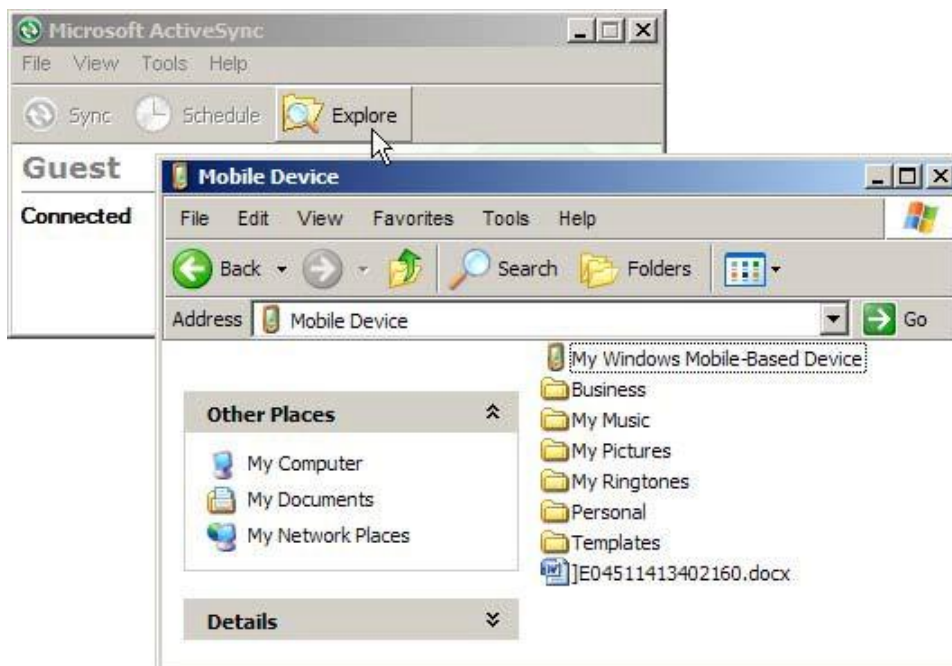 Microsoft ActiveSync
File View Tools Help
Sync Schedule Explore
Guest
Connected
Mobile Device
File Edit View Favorites Tools Help
Back Search Folders
Address Mobile Device Go
Other Places
My Computer
My Documents
My Network Places
Details
My Windows Mobile-Based Device
Business
My Music
My Pictures
My Ringtones
Personal
Templates
]E04511413402160.docx